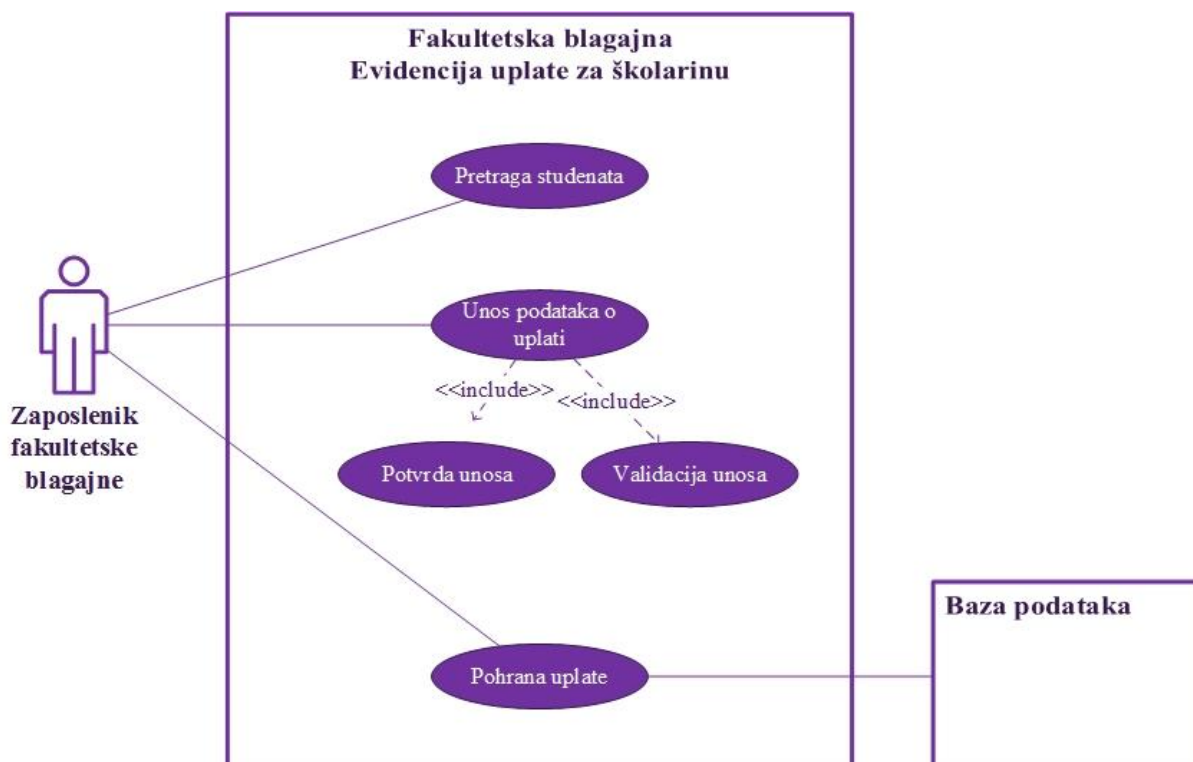 Fakultetska blagajna
Evidencija uplate za školarinu
Pretraga studenata
Unos podataka o
uplati
<<include>>
<<include>>
Zaposlenik
fakultetske
blagajne
Potvrda unosa
Validacija unosa
Baza podataka
Pohrana uplate